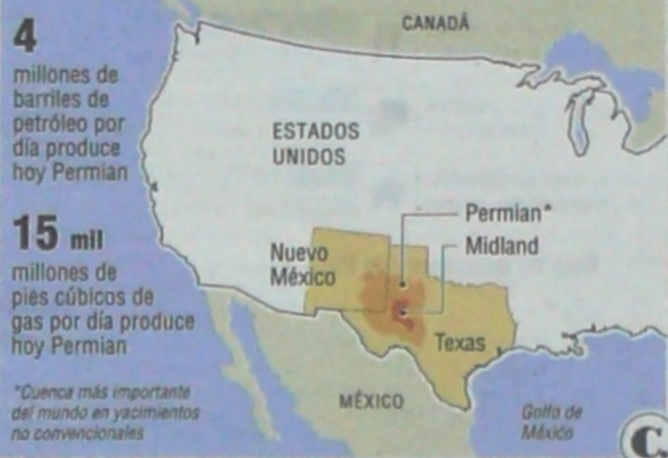 4
millones de
barriles de
petróleo por
día produce
hoy Permian
15 mil
millones de
pies cúbicos de
gas por día produce
hoy Permian
*Cuenca más importante
del mundo en yacimientos
no convencionales
CANADÁ
ESTADOS
UNIDOS
Permian*
Midland
Nuevo
México
Texas
MÉXICO
Golfo de
México
C